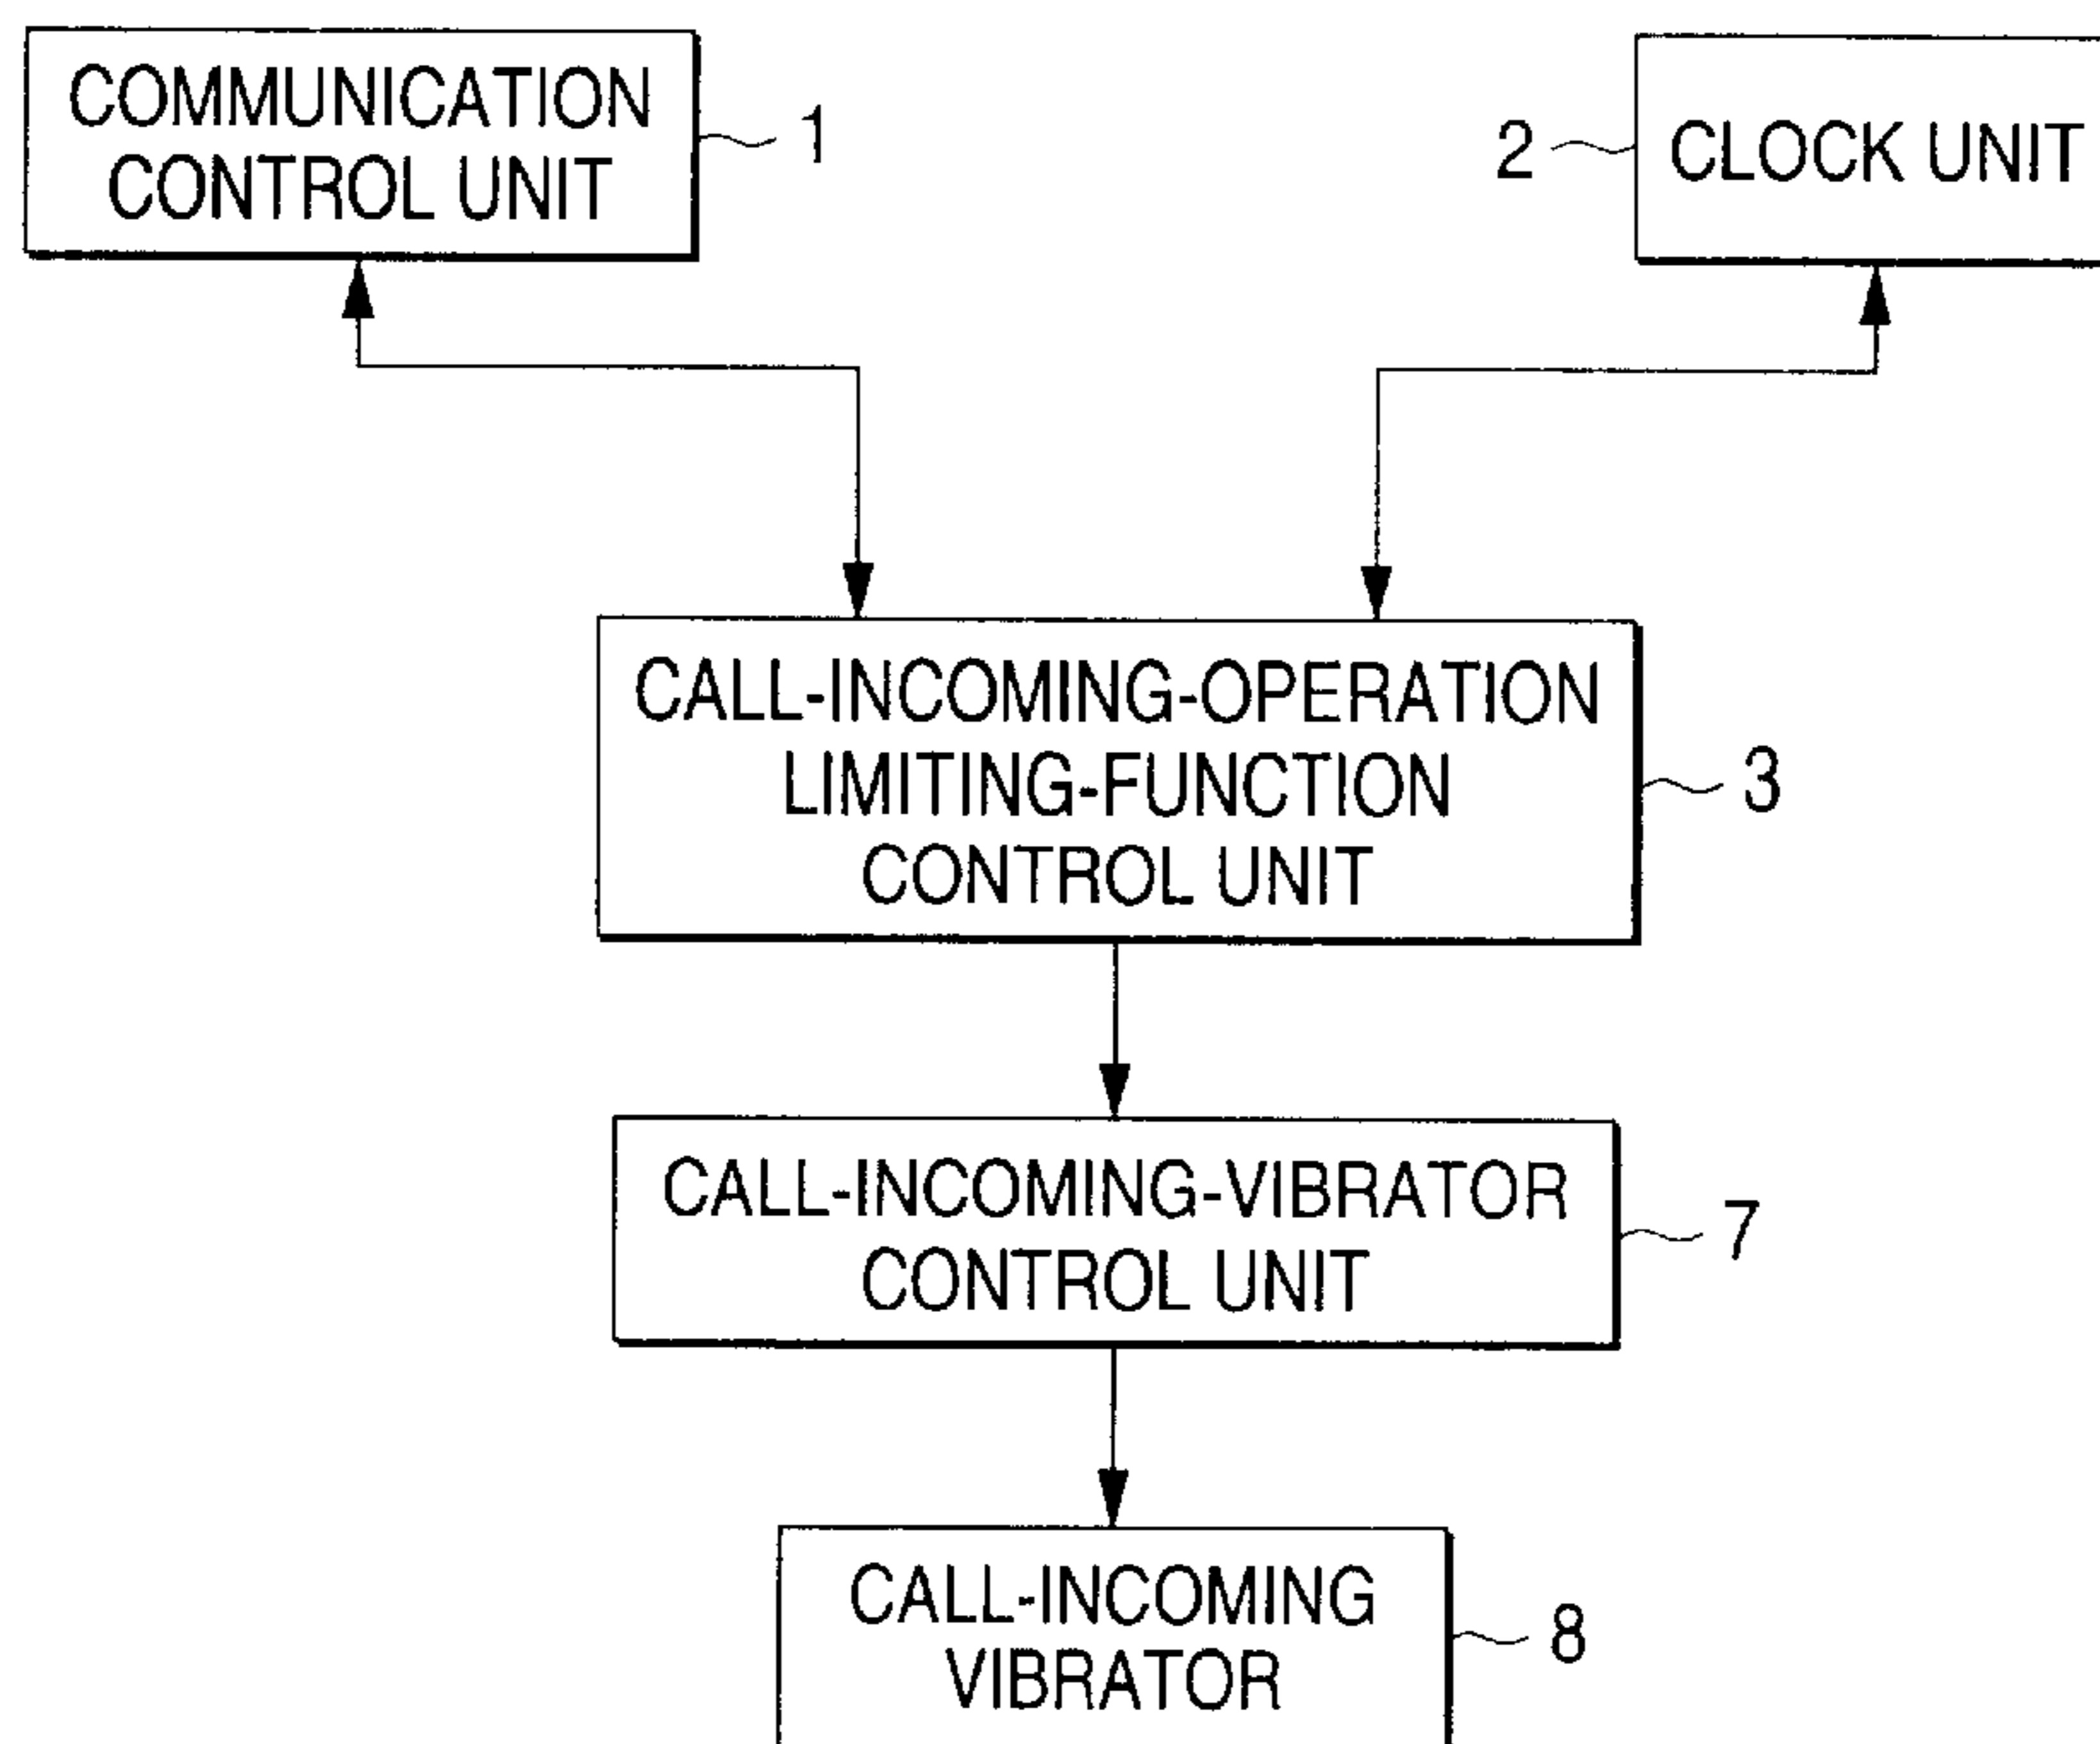 COMMUNICATION
CONTROL UNIT
1
2
CLOCK UNIT
CALL-INCOMING-OPERATION
LIMITING-FUNCTION
CONTROL UNIT
3
CALL-INCOMING-VIBRATOR
CONTROL UNIT
7
CALL-INCOMING
VIBRATOR
8